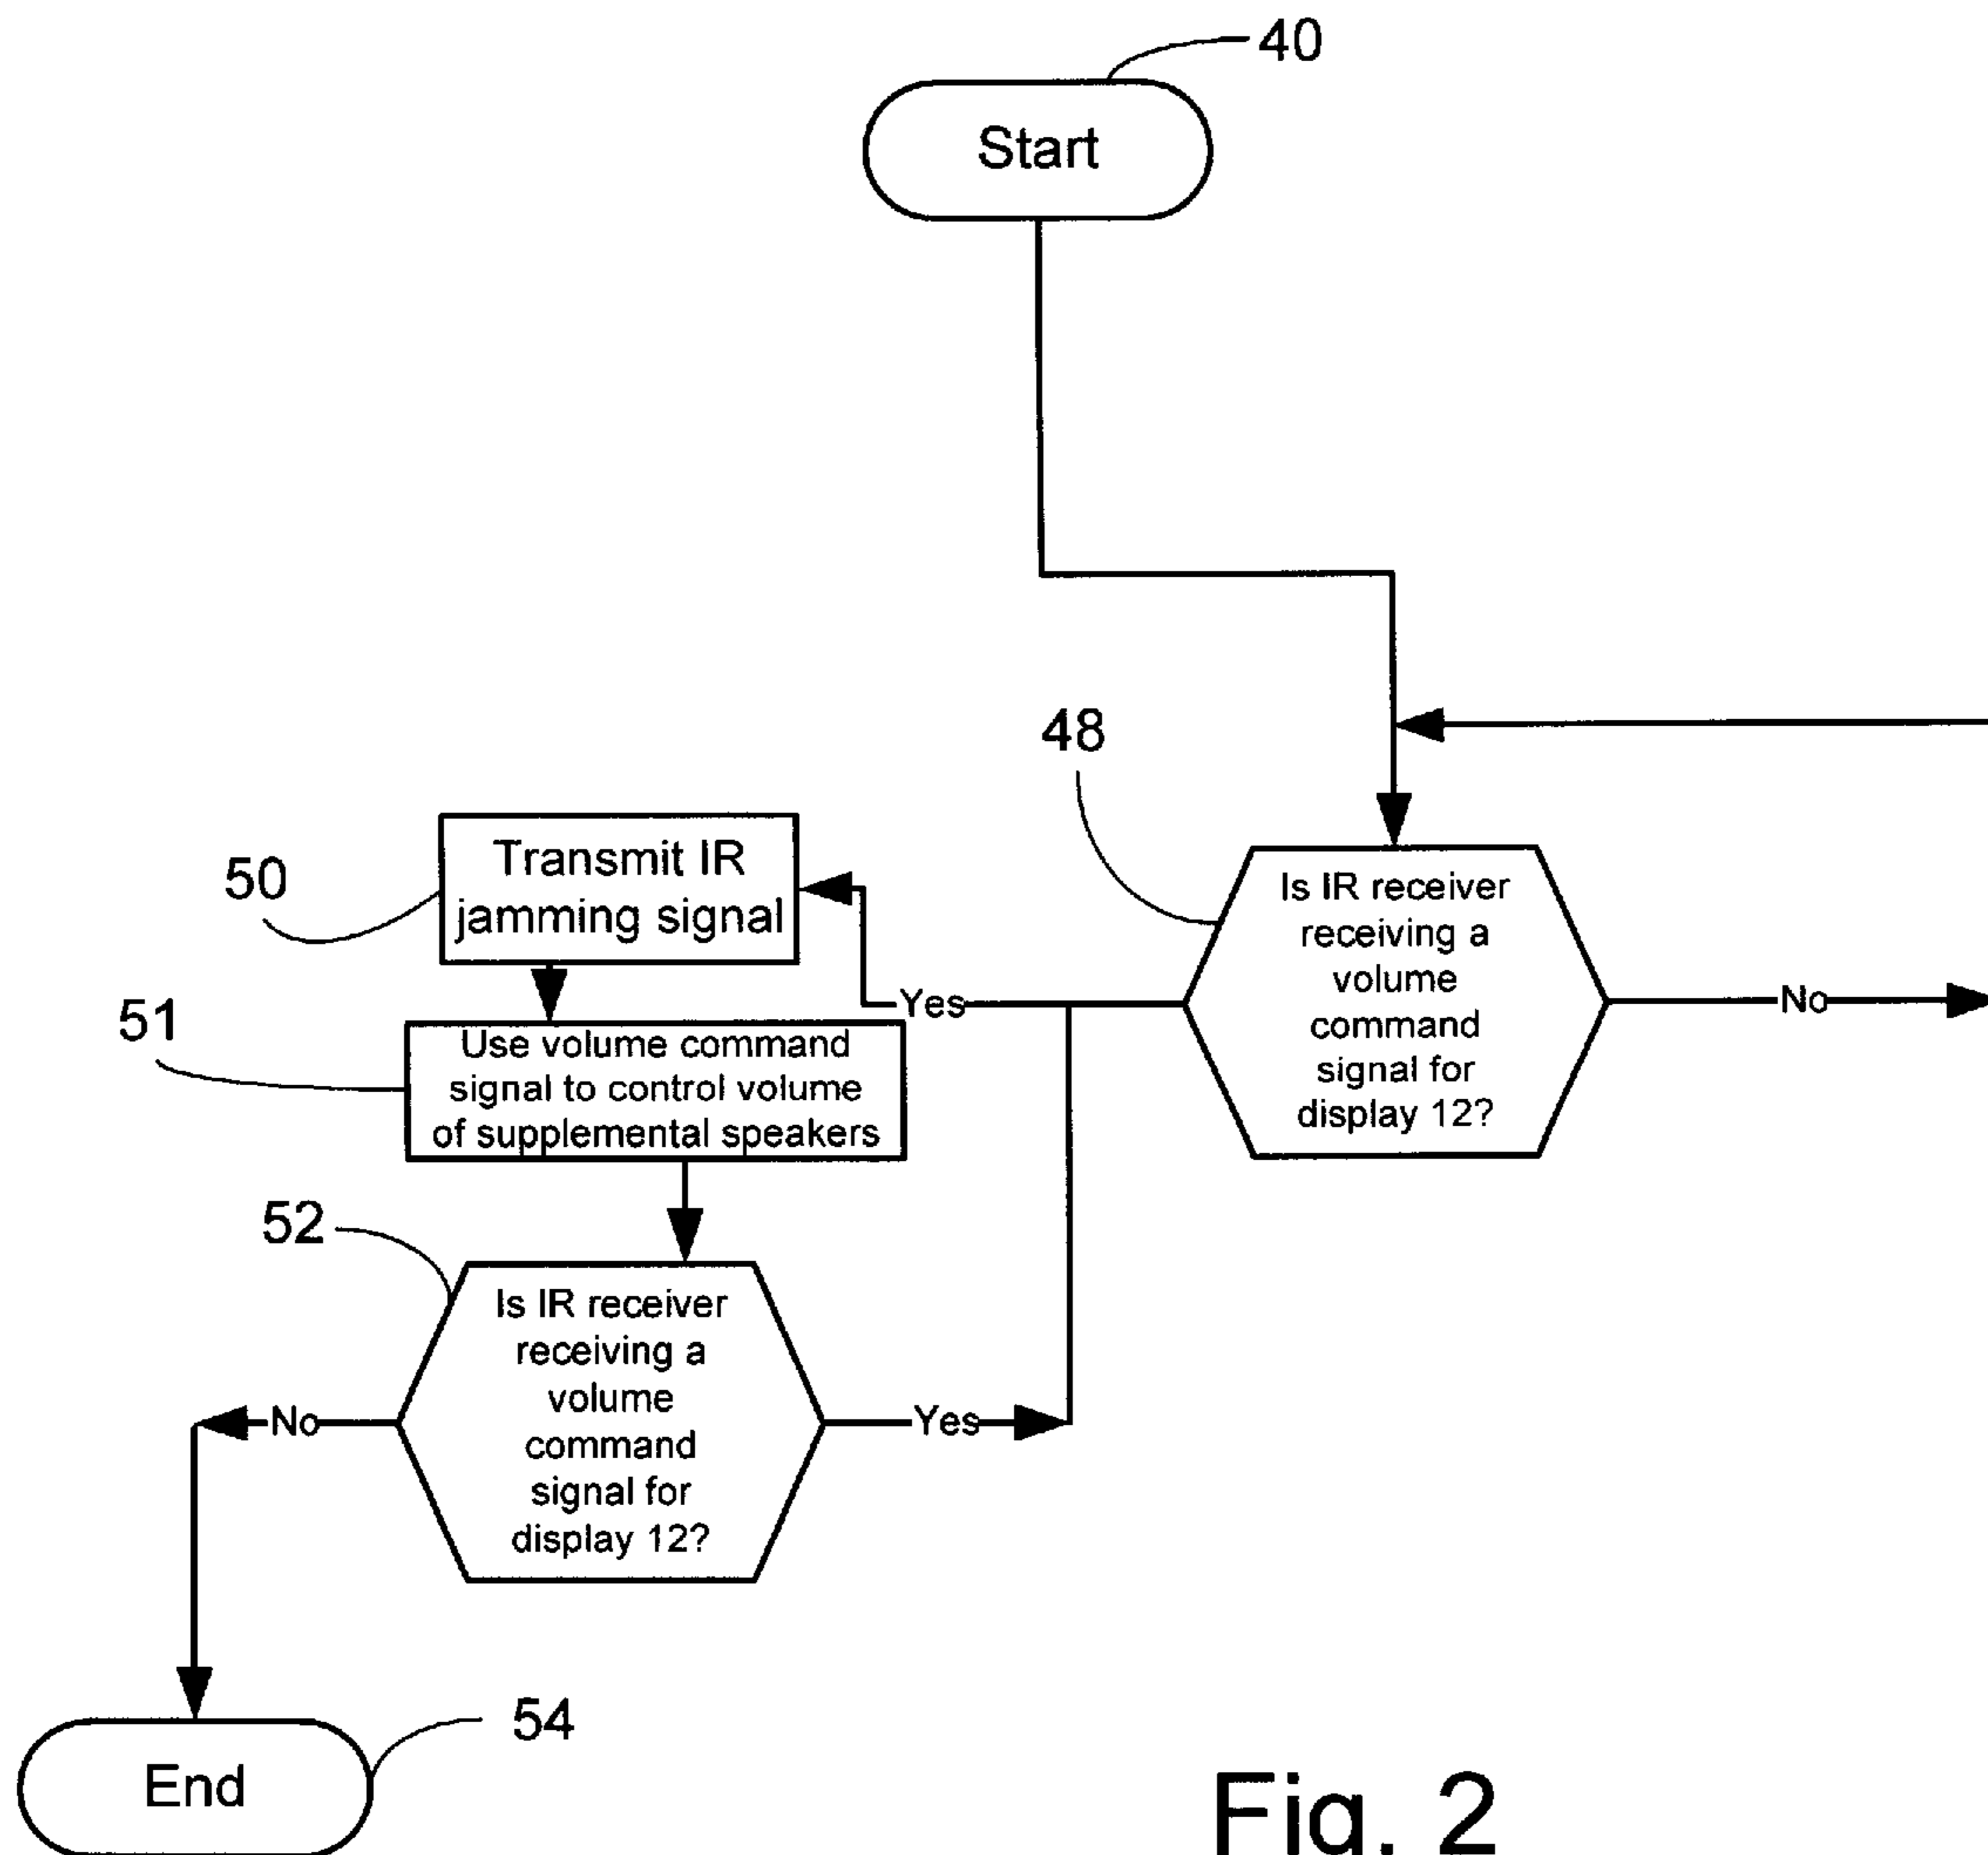 40
Start
48
Is IR receiver
receiving a
volume
command
signal for
display 12?
Yes
No
50
Transmit IR
jamming signal
51
Use volume command
signal to control volume
of supplemental speakers
52
Is IR receiver
receiving a
volume
command
signal for
display 12?
No
Yes
54
End
Fig. 2